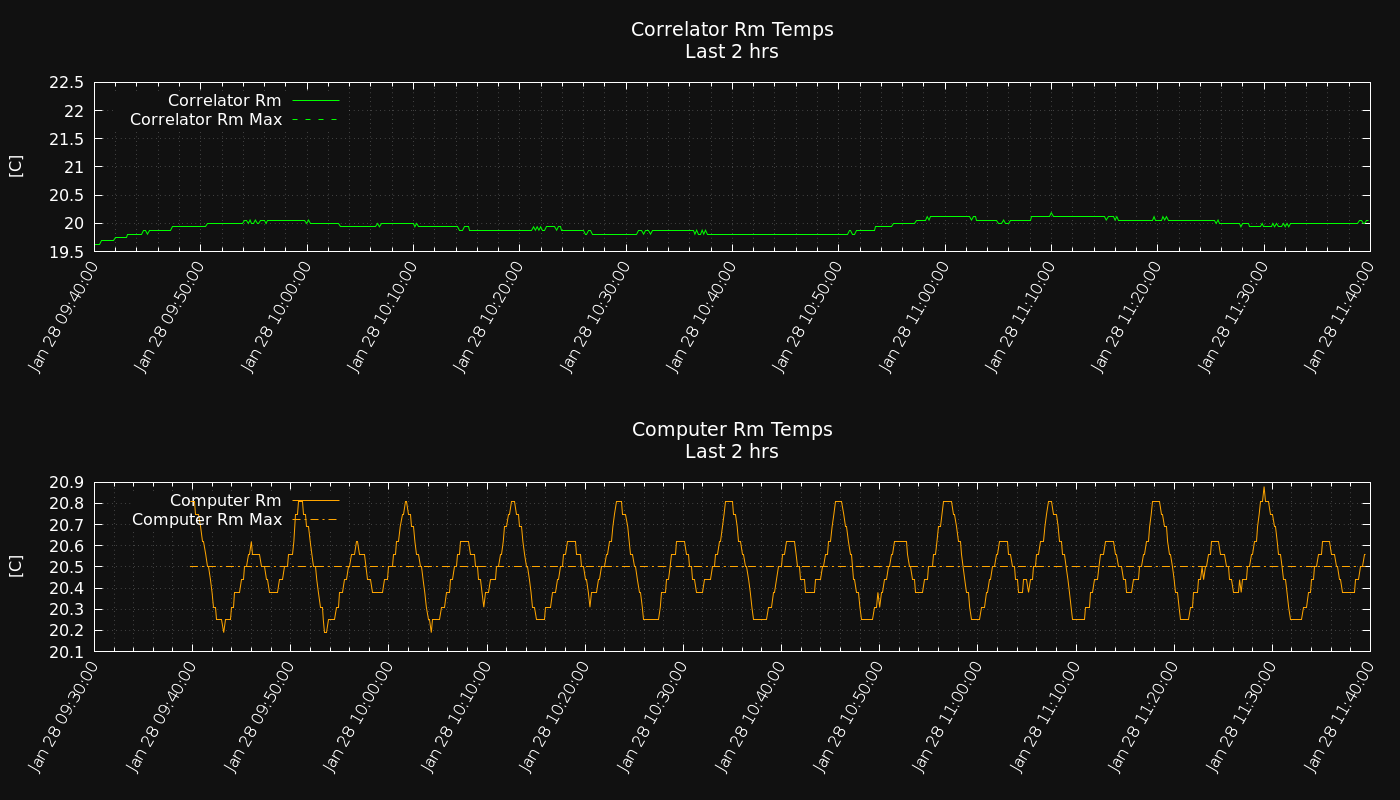 Correlator Rm Temps
Last 2 hrs
22.5
22
21.5
21
20.5
20
19.5
[C]
Correlator Rm
Correlator Rm Max
Jan 28 09:40:00
Jan 28 09:50:00
Jan 28 10:00:00
Jan 28 10:10:00
Jan 28 10:20:00
Jan 28 10:30:00
Jan 28 10:40:00
Jan 28 10:50:00
Jan 28 11:00:00
Jan 28 11:10:00
Jan 28 11:20:00
Jan 28 11:30:00
Jan 28 11:40:00
Computer Rm Temps
Last 2 hrs
20.9
20.8
20.7
20.6
20.5
20.4
20.3
20.2
20.1
[C]
Computer Rm
Computer Rm Max
Jan 28 09:30:00
Jan 28 09:40:00
Jan 28 09:50:00
Jan 28 10:00:00
Jan 28 10:10:00
Jan 28 10:20:00
Jan 28 10:30:00
Jan 28 10:40:00
Jan 28 10:50:00
Jan 28 11:00:00
Jan 28 11:10:00
Jan 28 11:20:00
Jan 28 11:30:00
Jan 28 11:40:00